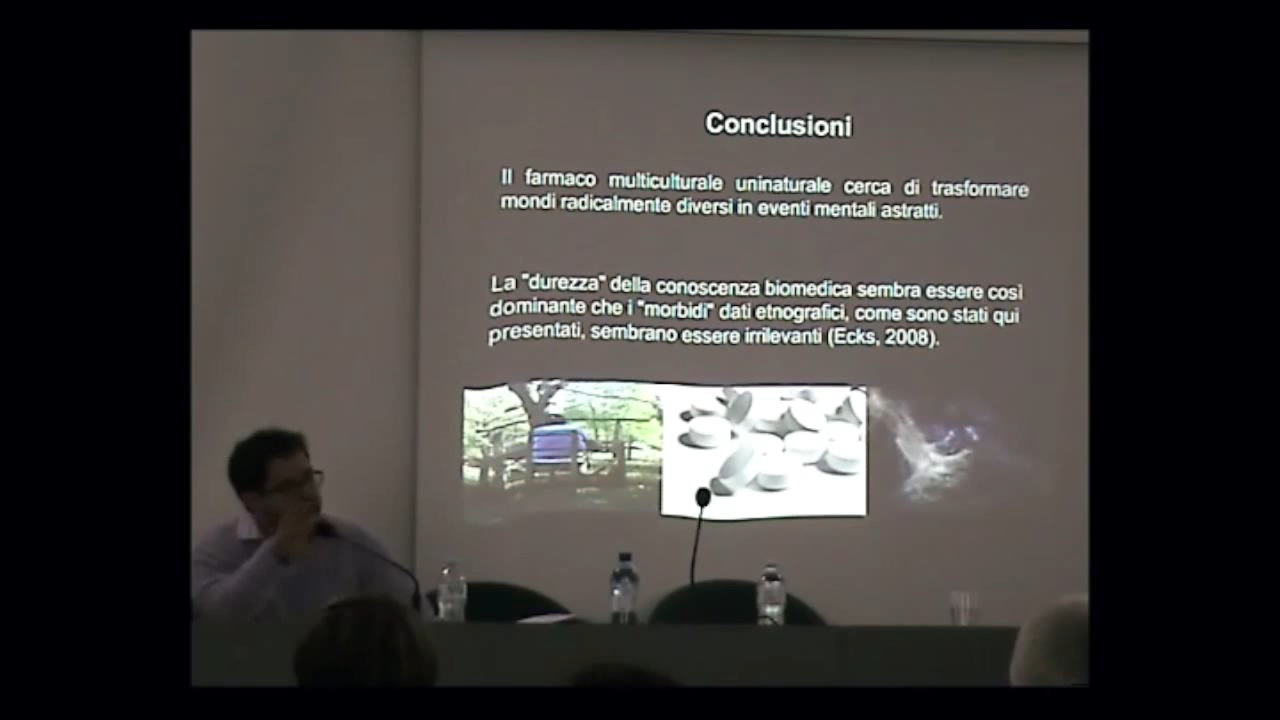 Conclusioni
Il farmaco multiculturale uninaturale cerca di trasformare
mondi radicalmente diversi in eventi mentali astratti.
La "durezza" della conoscenza biomedica sembra essere così
dominante che i "morbidi" dati etnografici, come sono stati qui
presentati, sembrano essere irrilevanti (Ecks, 2008).